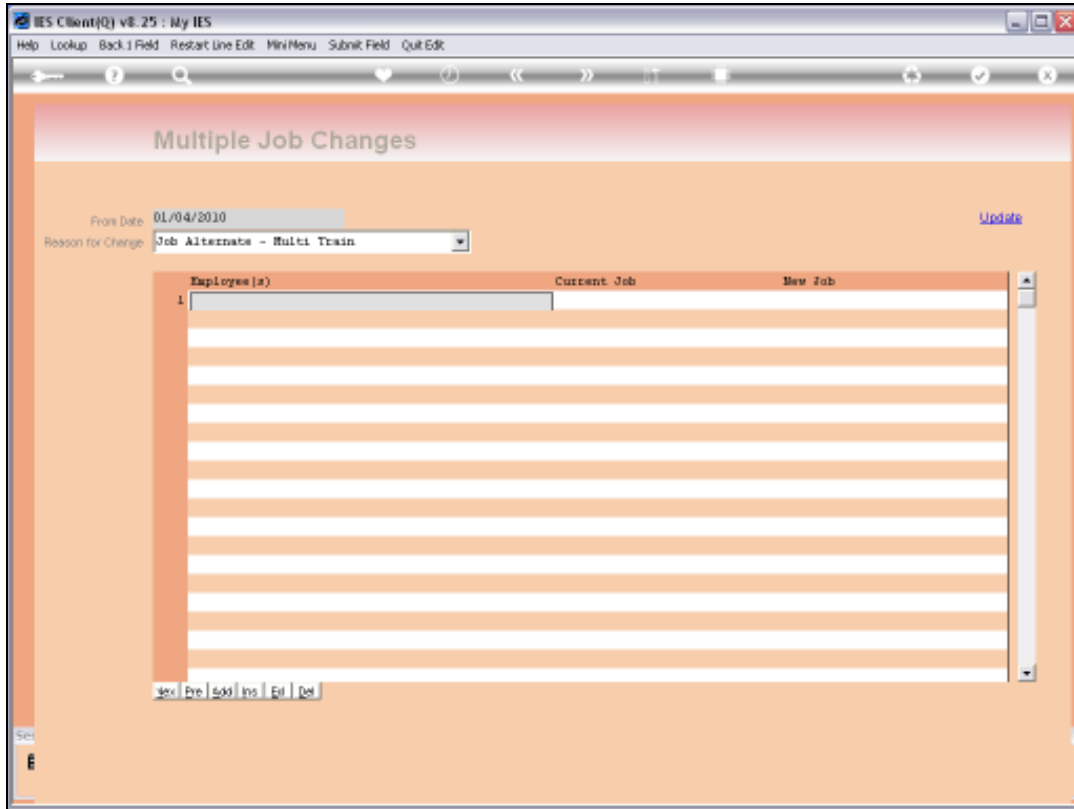 IES Client(Q) v8.25 : My IES
Help Lookup Back 1 Field Restart Line Edit MiniMenu Submit Field Quit Edit
Multiple Job Changes
From Date 01/04/2010 Update
Reason for Change Job Alternate - Multi Train
Employee(s) Current Job New Job
1
Nex Pre Add Ins Del
Ses